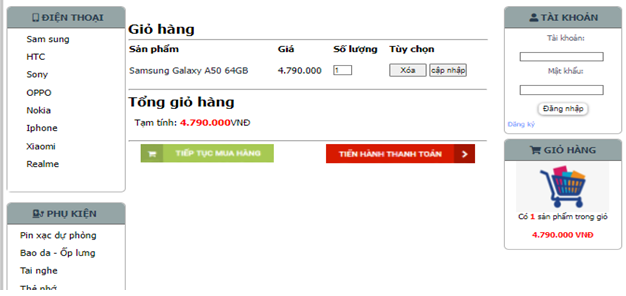 ĐIỆN THOẠI
Sam sung
HTC
Sony
OPPO
Nokia
Iphone
Xiaomi
Realme
PHỤ KIỆN
Pin xạc dự phòng
Bao da - Ốp lưng
Tai nghe
Thẻ nhớ
Giỏ hàng
Sản phẩm Giá Số lượng Tùy chọn
Samsung Galaxy A50 64GB 4.790.000 1 Xóa cập nhập
Tổng giỏ hàng
Tạm tính: 4.790.000VNĐ
TIẾP TỤC MUA HÀNG TIẾN HÀNH THANH TOÁN
TÀI KHOẢN
Tài khoản:
Mật khẩu:
Đăng nhập
Đăng ký
GIỎ HÀNG
Có 1 sản phẩm trong giỏ
4.790.000 VNĐ